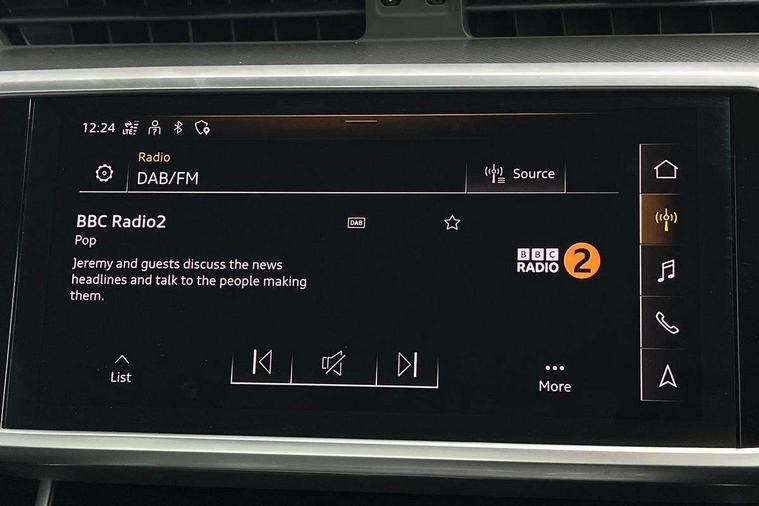 12:24 LTE
Radio
DAB/FM
Source
BBC Radio2
DAB
Pop
Jeremy and guests discuss the news
headlines and talk to the people making
them.
BBC
RADIO 2
List
More